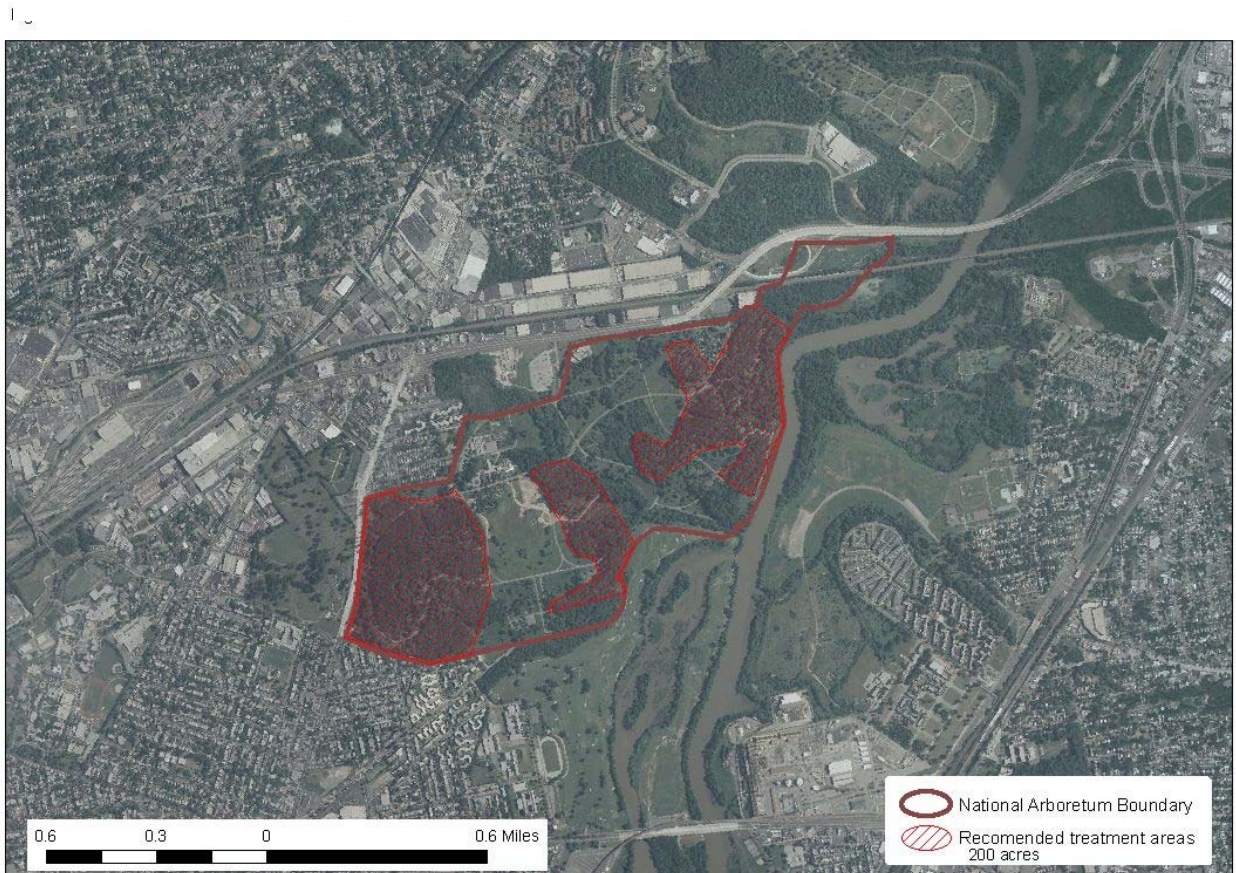 0.6 0.3 0 0.6 Miles
National Arboretum Boundary
Recomended treatment areas
200 acres